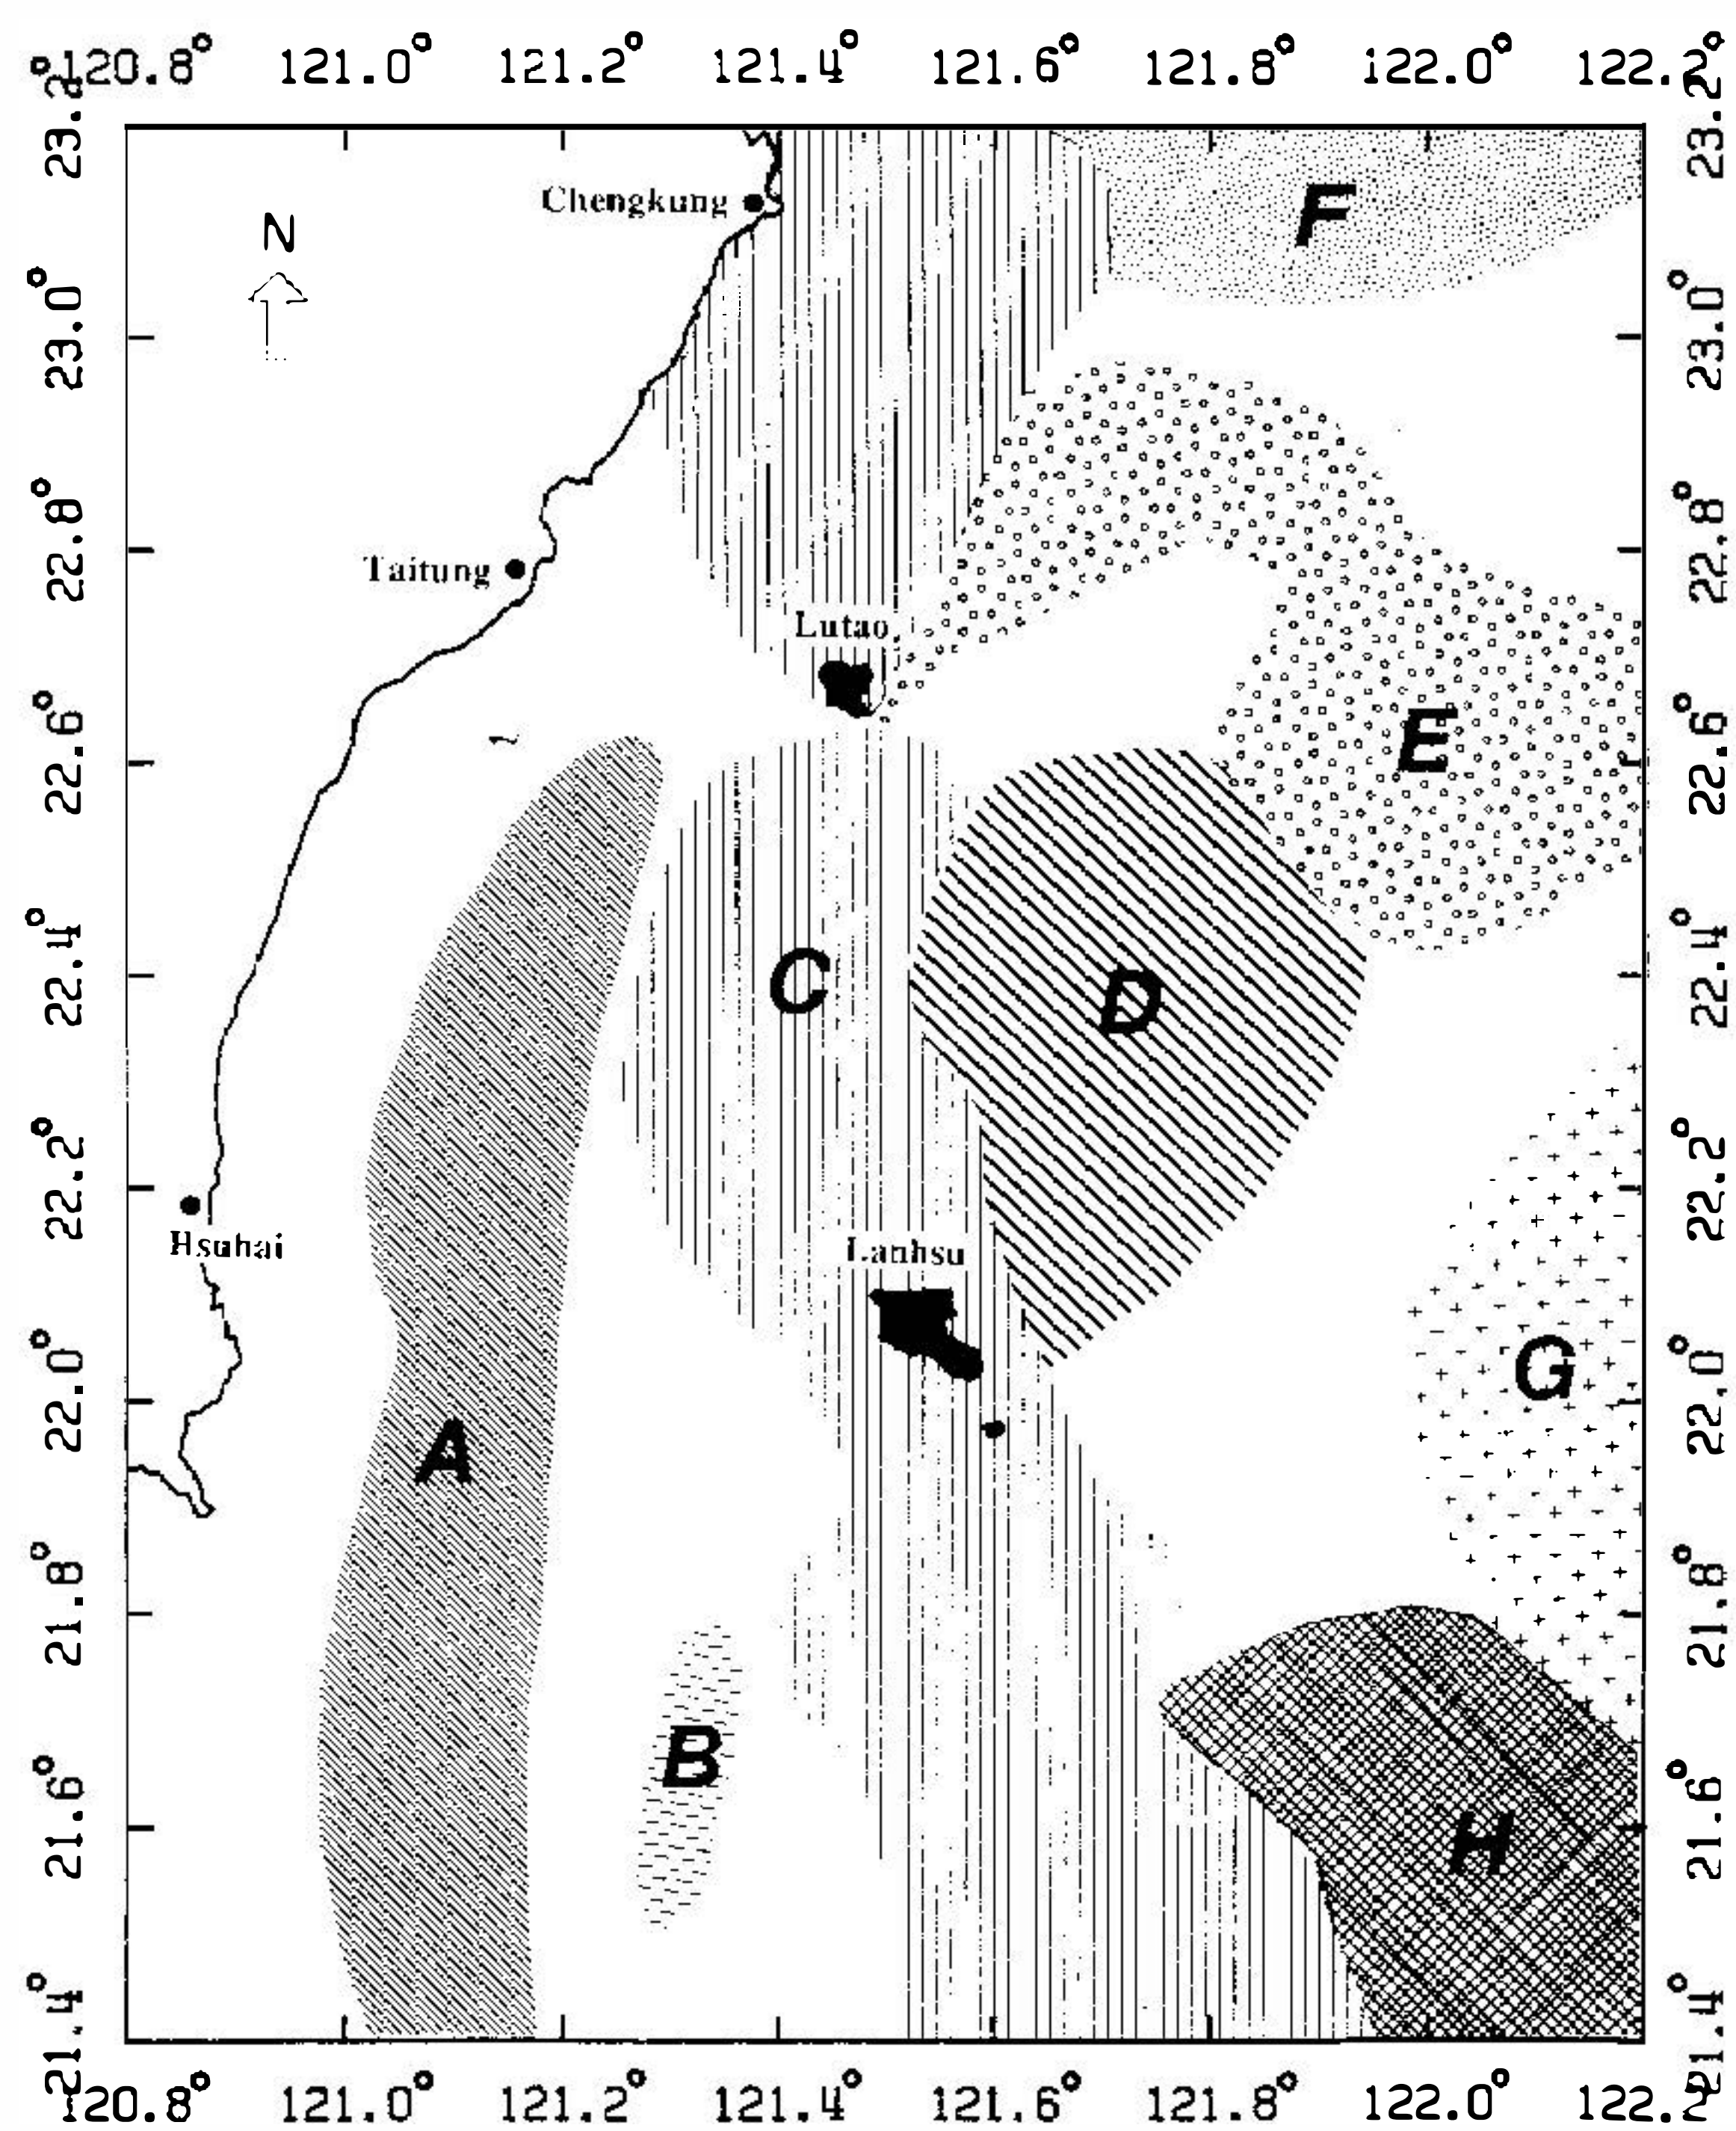 120.8° 121.0° 121.2° 121.4° 121.6° 121.8° 122.0° 122.2°
23.2° 23.2°
Chengkung
F
N
23.0° 23.0°
22.8° 22.8°
Taitung
Lutao
22.6° 22.6°
E
22.4° 22.4°
C
D
22.2° 22.2°
Hsuhai
Lanhsu
22.0° 22.0°
G
A
21.8° 21.8°
B
21.6° 21.6°
H
21.4° 21.4°
120.8° 121.0° 121.2° 121.4° 121.6° 121.8° 122.0° 122.2